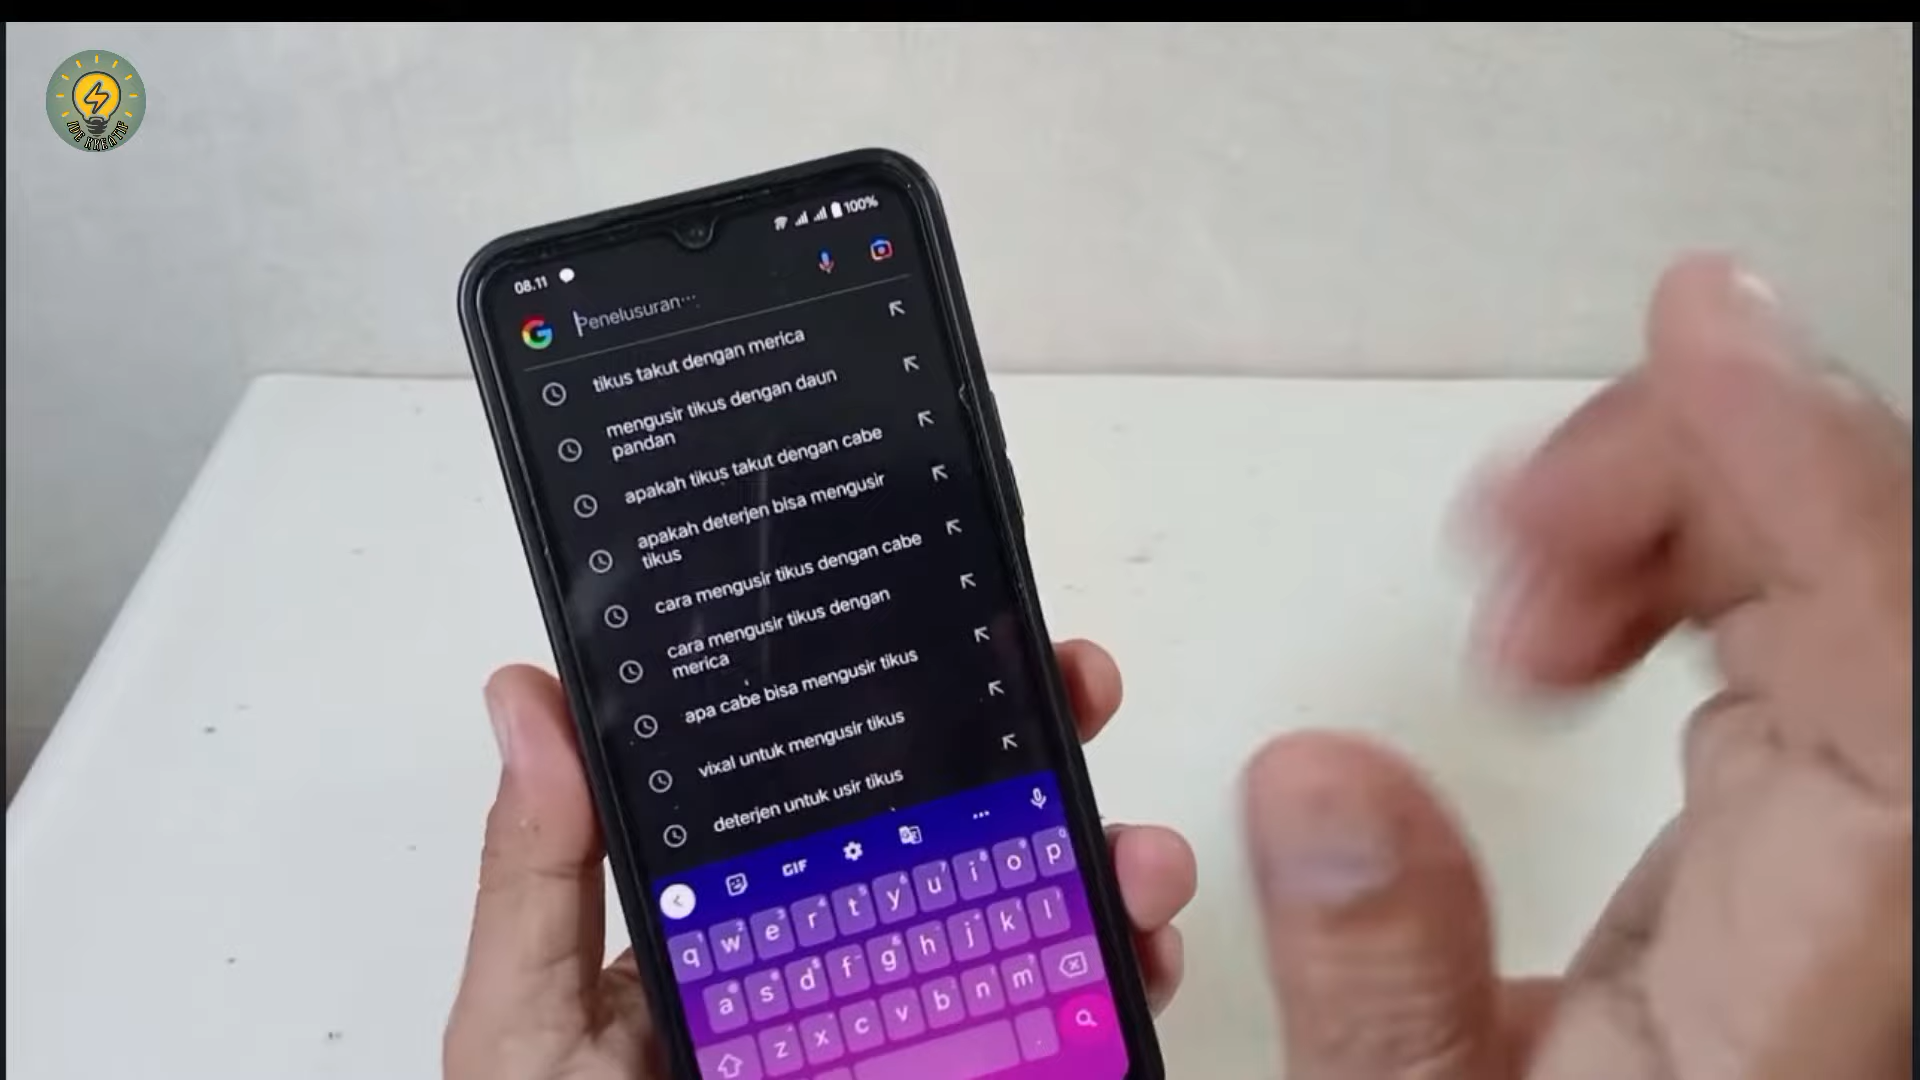 IDE KREATIF
08.11
100%
Penelusuran...
tikus takut dengan merica
mengusir tikus dengan daun
pandan
apakah tikus takut dengan cabe
apakah deterjen bisa mengusir
tikus
cara mengusir tikus dengan cabe
cara mengusir tikus dengan
merica
apa cabe bisa mengusir tikus
vixal untuk mengusir tikus
deterjen untuk usir tikus
GIF
q w e r t y u i o p
a s d f g h j k l
z x c v b n m
.